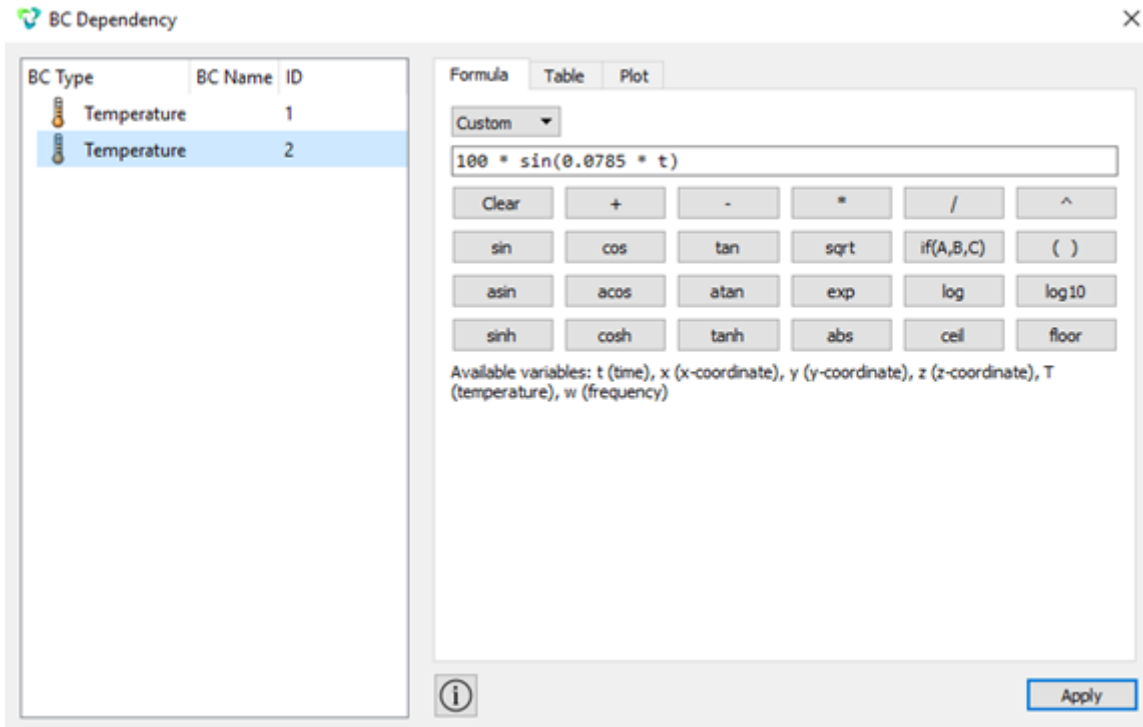 BC Dependency
BC Type BC Name ID
Temperature 1
Temperature 2
Formula Table Plot
Custom
100 * sin(0.0785 * t)
Clear + - * / ^
sin cos tan sqrt if(A,B,C) ( )
asin acos atan exp log log10
sinh cosh tanh abs ceil floor
Available variables: t (time), x (x-coordinate), y (y-coordinate), z (z-coordinate), T
(temperature), w (frequency)
Apply